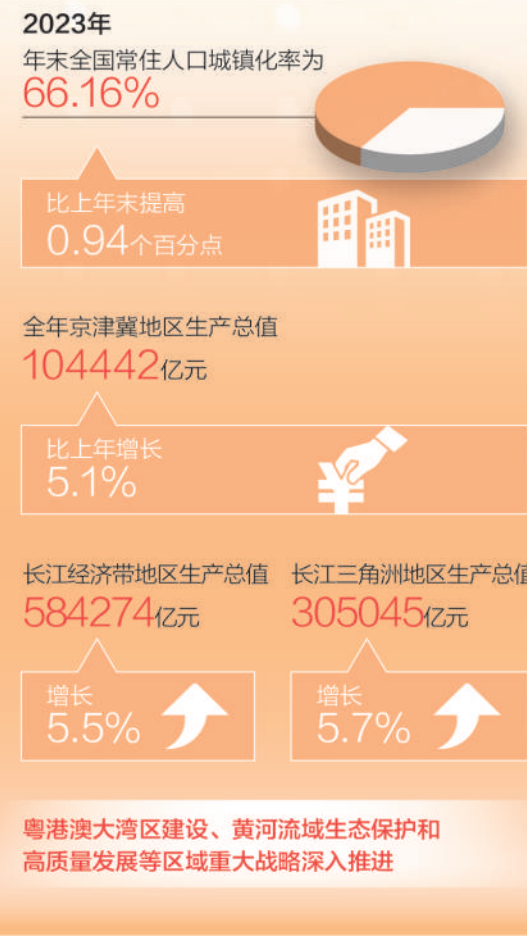 2023年
年末全国常住人口城镇化率为
66.16%
比上年末提高
0.94个百分点
全年京津冀地区生产总值
104442亿元
比上年增长
5.1%
长江经济带地区生产总值
584274亿元
增长
5.5%
长江三角洲地区生产总值
305045亿元
增长
5.7%
粤港澳大湾区建设、黄河流域生态保护和
高质量发展等区域重大战略深入推进